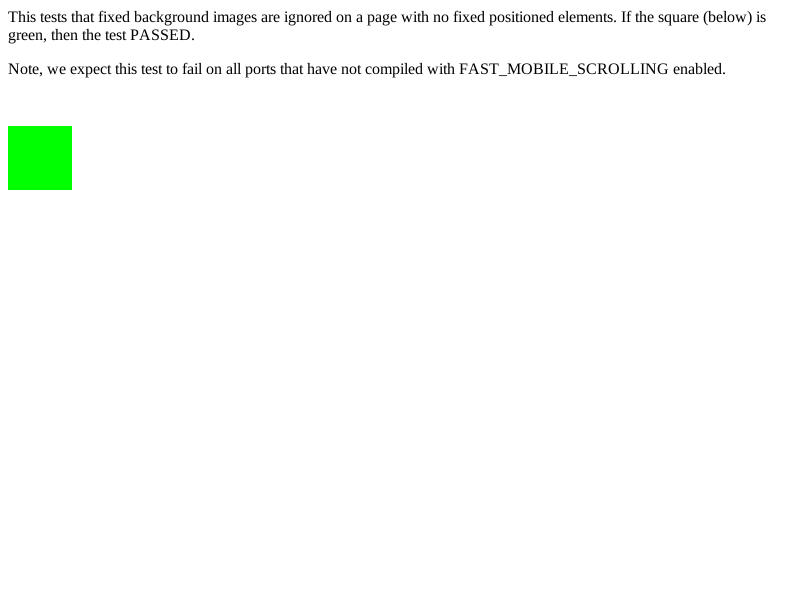 This tests that fixed background images are ignored on a page with no fixed positioned elements. If the square (below) is
green, then the test PASSED.
Note, we expect this test to fail on all ports that have not compiled with FAST_MOBILE_SCROLLING enabled.